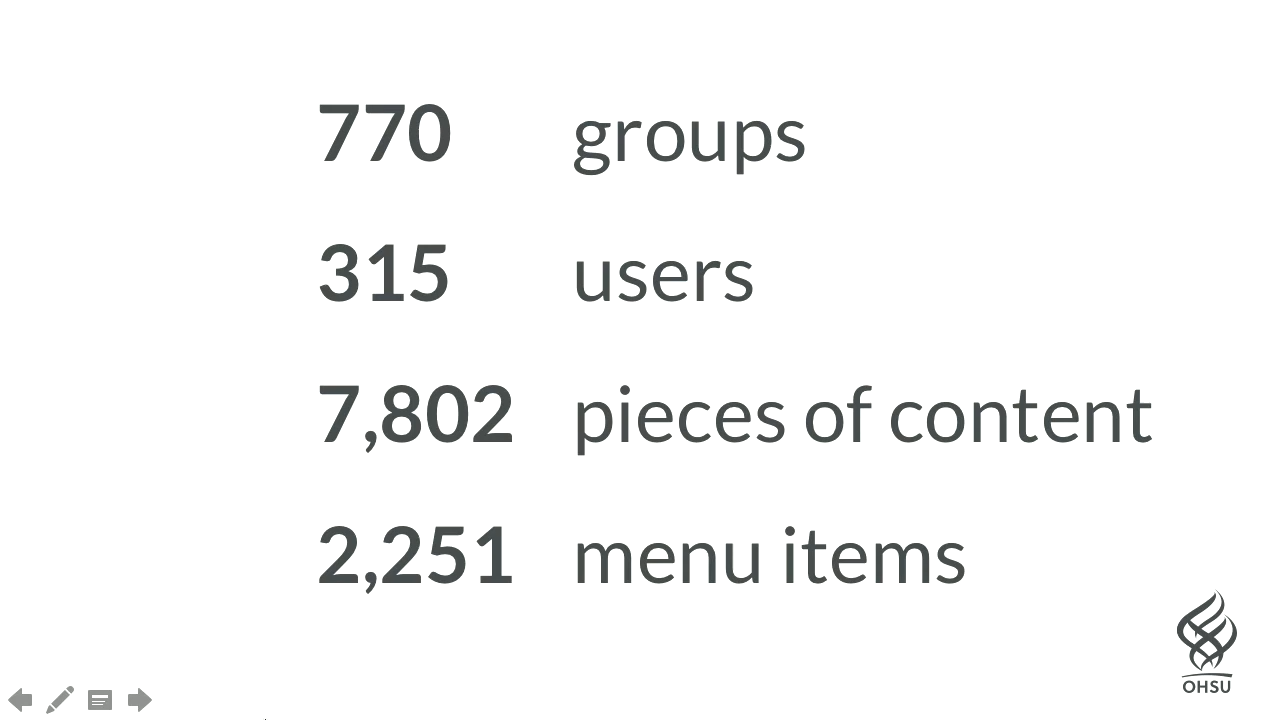 770 groups
315 users
7,802 pieces of content
2,251 menu items
OHSU